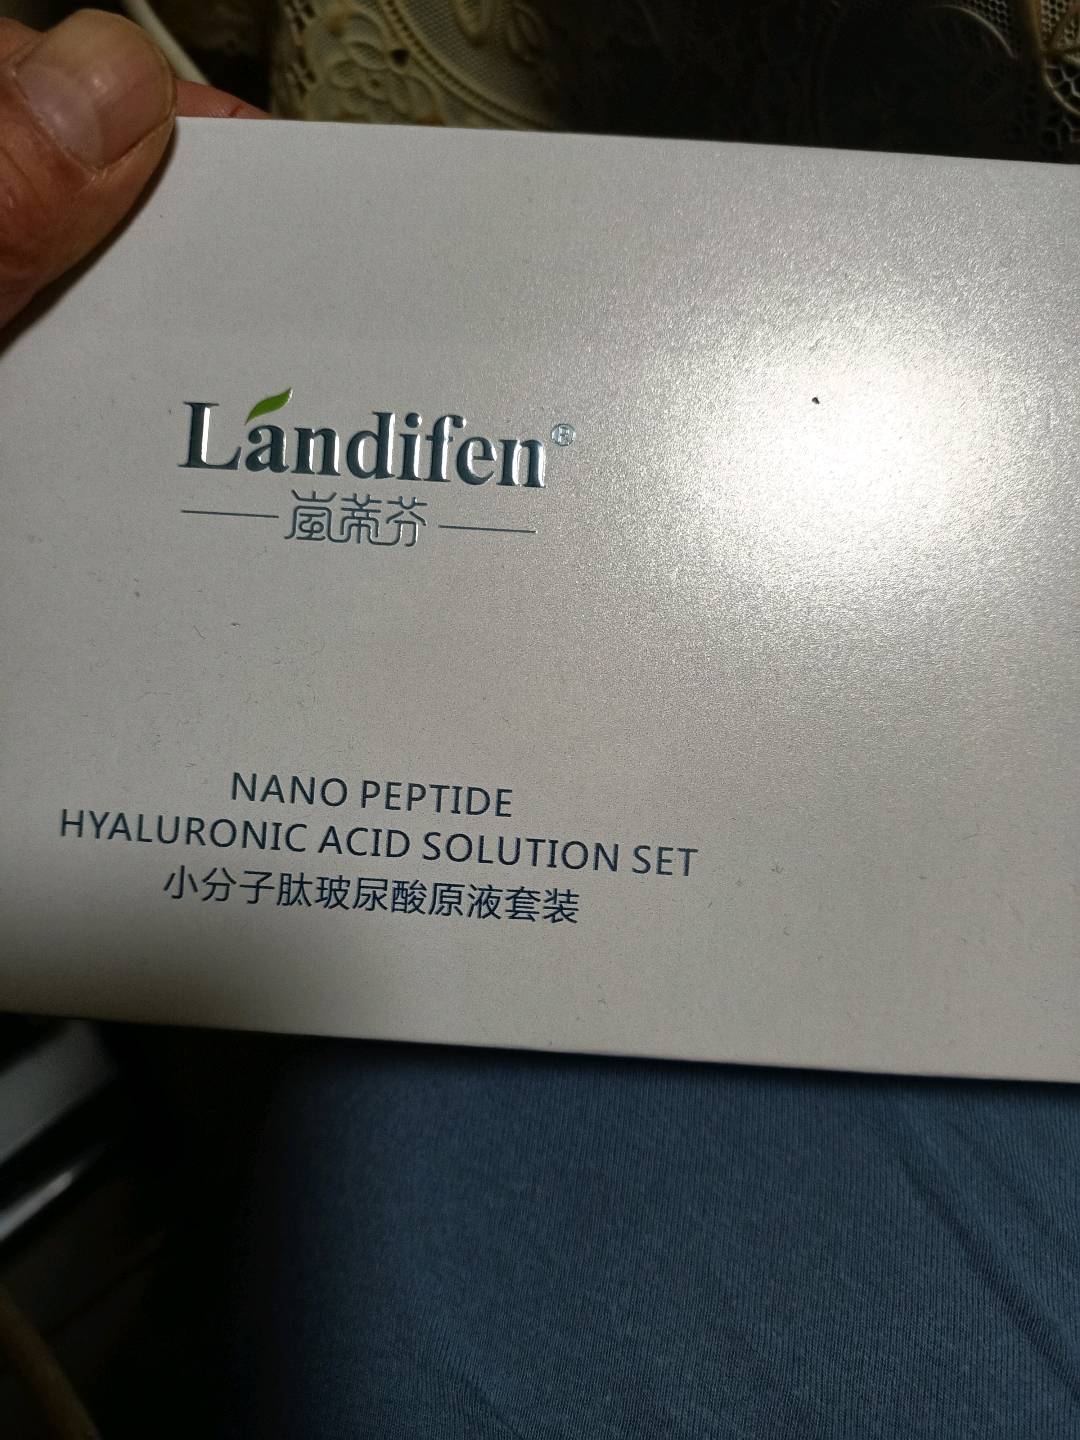 Landifen®
嵐蒂芬
NANO PEPTIDE
HYALURONIC ACID SOLUTION SET
小分子肽玻尿酸原液套装